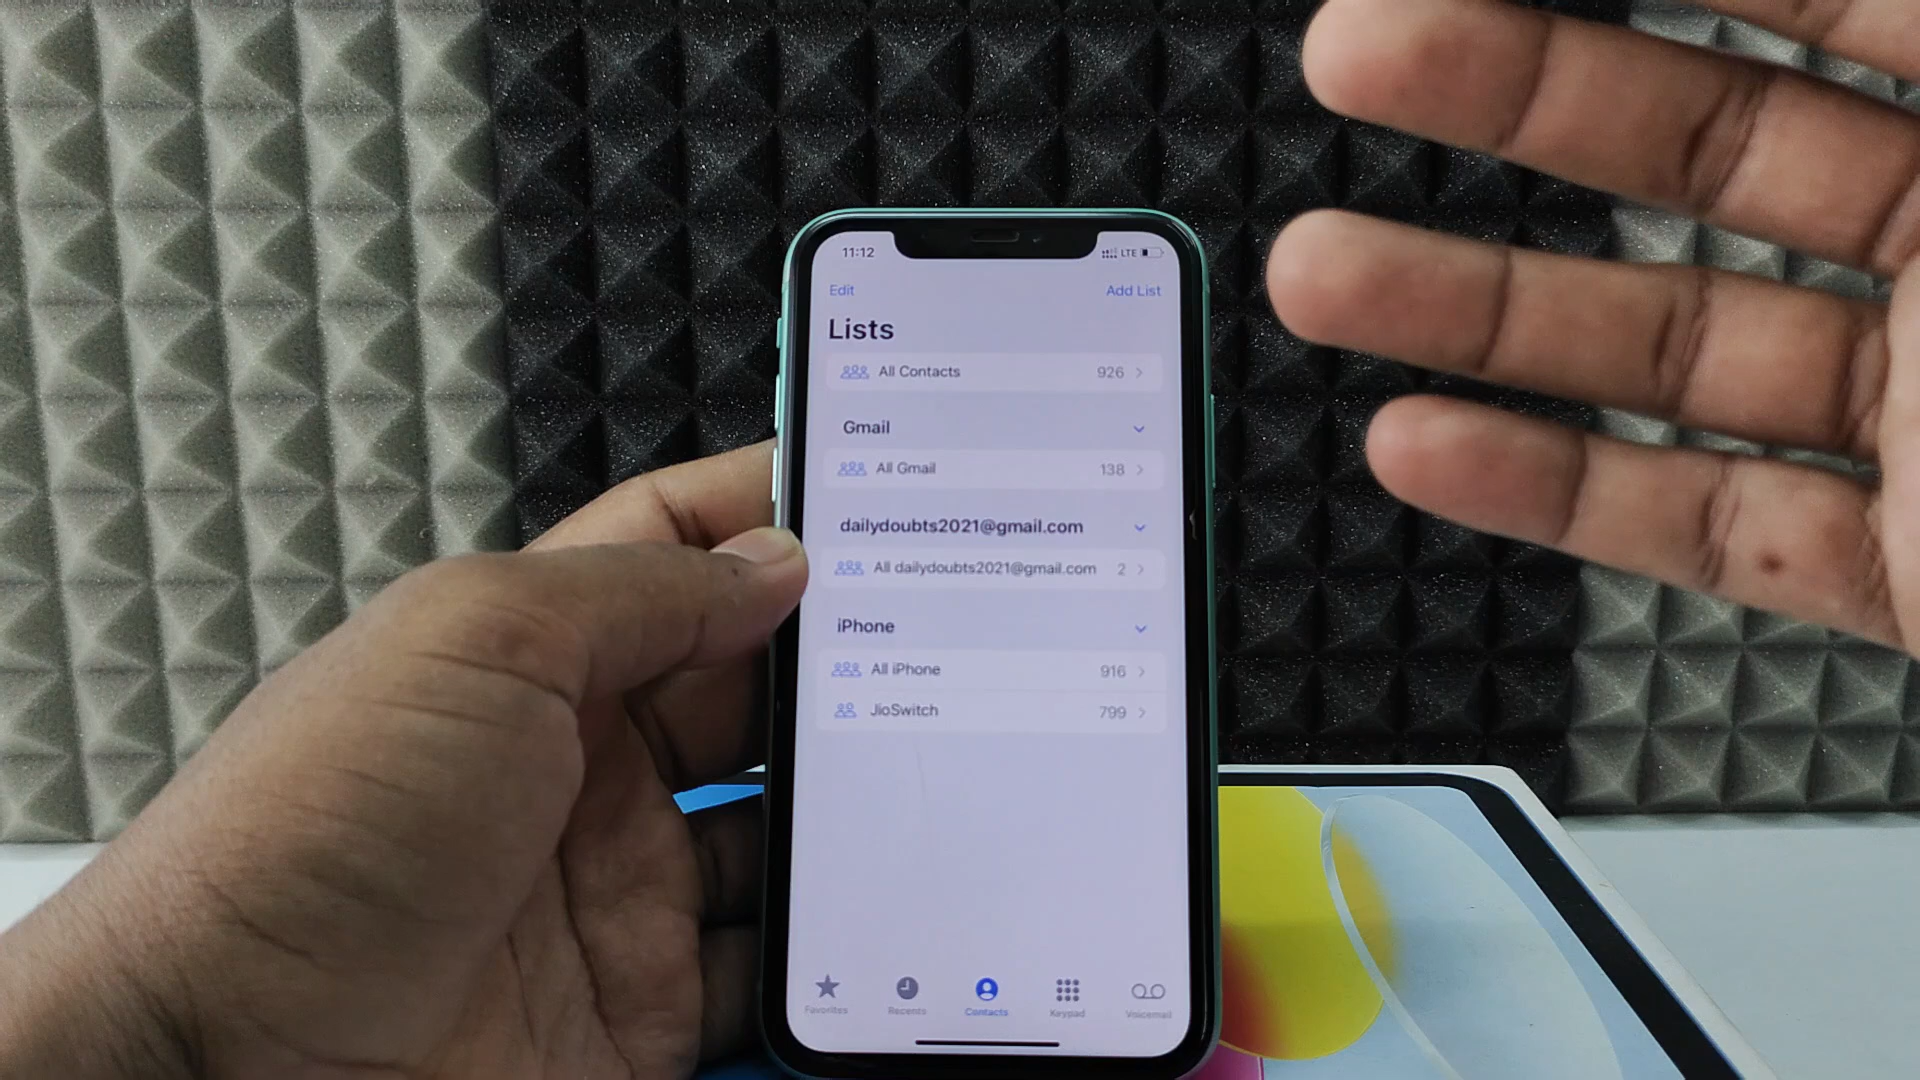 11:12
LTE
Edit
Add List
Lists
All Contacts 926
Gmail
All Gmail 138
dailydoubts2021@gmail.com
All dailydoubts2021@gmail.com 2
iPhone
All iPhone 916
JioSwitch 799
Favorites
Recents
Contacts
Keypad
Voicemail